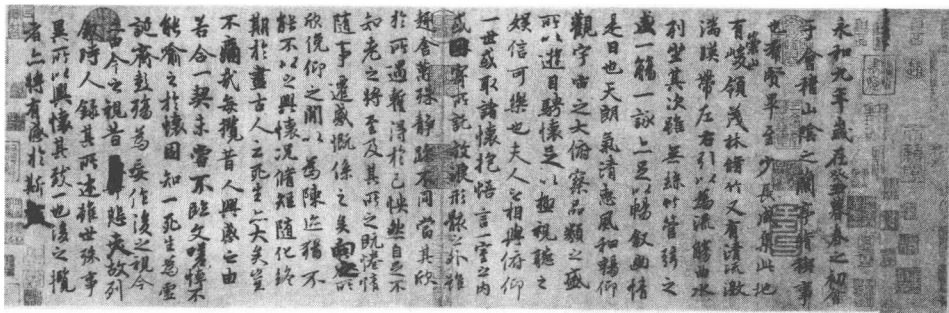 永和九年歲在癸丑暮春之初會
于會稽山陰之蘭亭脩稧事
也羣賢畢至少長咸集此地
有崇山峻領茂林脩竹又有清流激
湍暎帶左右引以為流觴曲水
列坐其次雖無絲竹管弦之
盛一觴一詠亦足以暢敘幽情
是日也天朗氣清惠風和暢仰
觀宇宙之大俯察品類之盛
所以遊目騁懷足以極視聽之
娛信可樂也夫人之相與俯仰
一世或取諸懷抱悟言一室之內
或因寄所託放浪形骸之外雖
趣舍萬殊靜躁不同當其欣
於所遇蹔得於己怏然自足不
知老之將至及其所之既惓情
隨事遷感慨係之矣向之所
欣俛仰之閒以為陳迹猶不
能不以之興懷況脩短隨化終
期於盡古人云死生亦大矣豈
不痛哉每攬昔人興感之由
若合一契未嘗不臨文嗟悼不
能喻之於懷固知一死生為虛
誕齊彭殤為妄作後之視今
亦由今之視昔悲夫故列
敘時人錄其所述雖世殊事
異所以興懷其致一也後之攬
者亦將有感於斯文